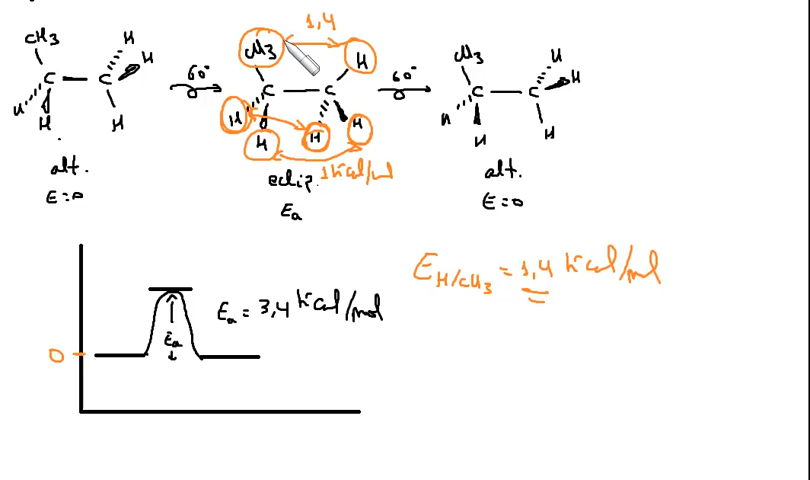 1,4
CH3 H H CH3 H H
C C 60° C C 60° CH3 C C H
H H H H H H H H H H
alt. eclip. 1 kcal/mol alt.
E=0 Ea E=0
E H/CH3 = 1,4 kcal/mol
Ea = 3,4 kcal/mol
Ea
0